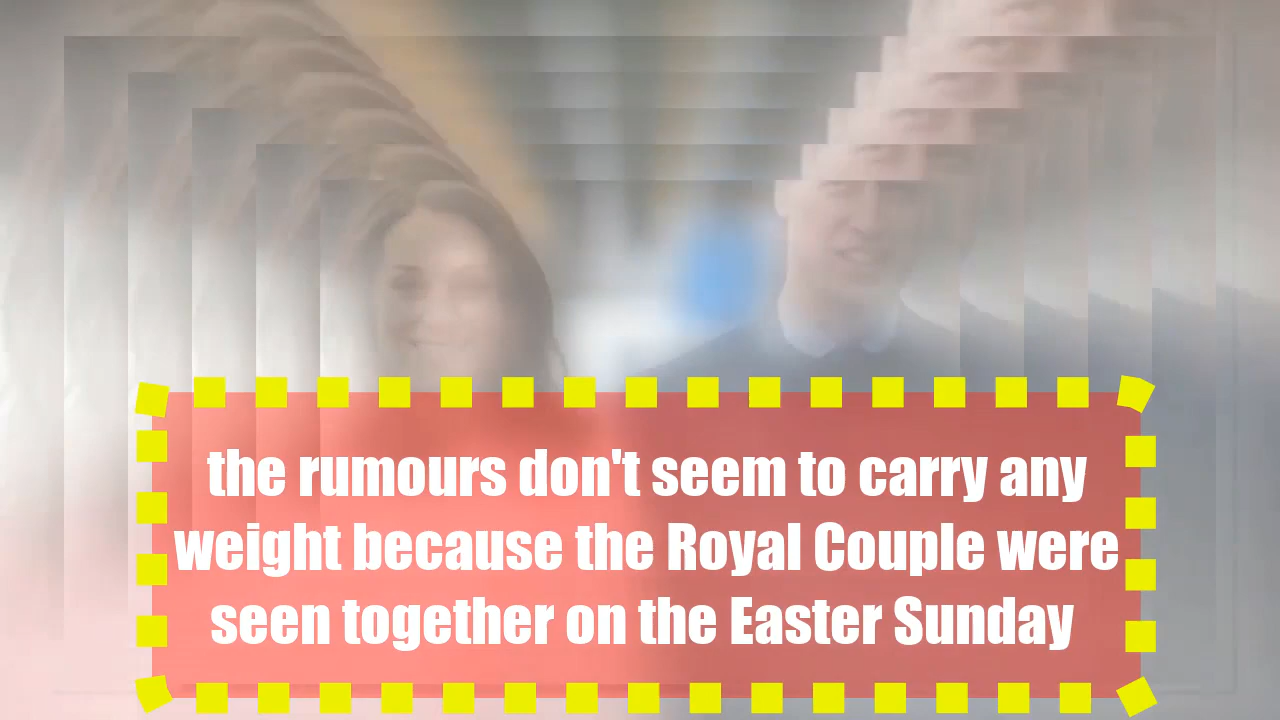 the rumours don't seem to carry any
weight because the Royal Couple were
seen together on the Easter Sunday